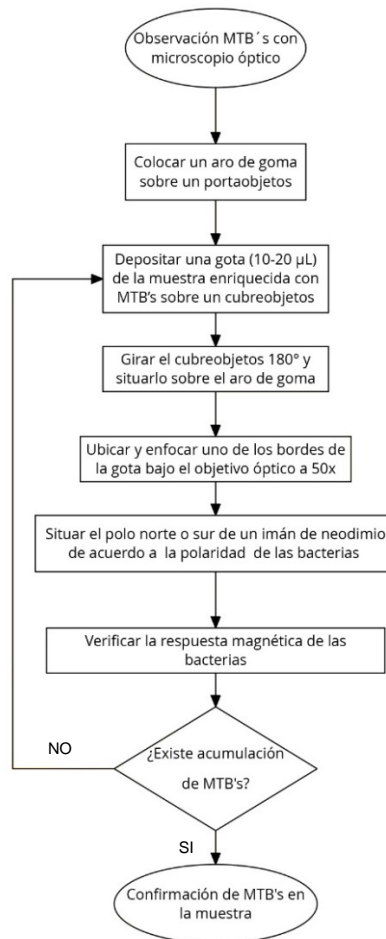 Observación MTB´s con
microscopio óptico
Colocar un aro de goma
sobre un portaobjetos
Depositar una gota (10-20 µL)
de la muestra enriquecida con
MTB’s sobre un cubreobjetos
Girar el cubreobjetos 180° y
situarlo sobre el aro de goma
Ubicar y enfocar uno de los bordes de
la gota bajo el objetivo óptico a 50x
Situar el polo norte o sur de un imán de neodimio
de acuerdo a la polaridad de las bacterias
Verificar la respuesta magnética de las
bacterias
NO
¿Existe acumulación
de MTB's?
SI
Confirmación de MTB's en
la muestra